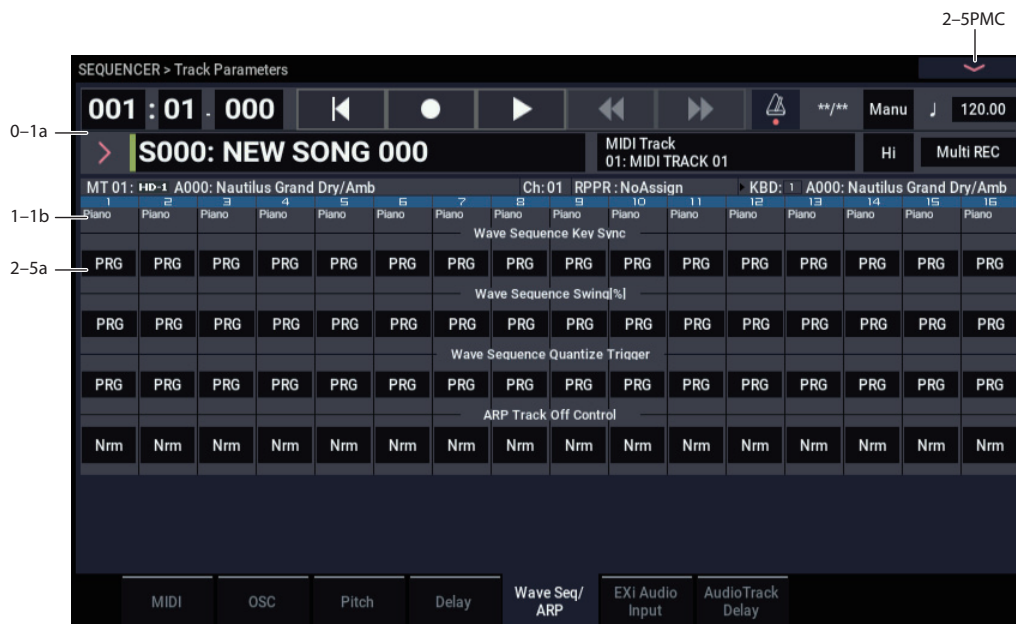 2–5PMC
SEQUENCER > Track Parameters
001 : 01 . 000 **/** Manu ♩ 120.00
0–1a
S000: NEW SONG 000
MIDI Track
01: MIDI TRACK 01
Hi
Multi REC
MT 01: HD-1 A000: Nautilus Grand Dry/Amb Ch: 01 RPPR : NoAssign KBD: 1 A000: Nautilus Grand Dry/Amb
1 2 3 4 5 6 7 8 9 10 11 12 13 14 15 16
1–1b
Piano Piano Piano Piano Piano Piano Piano Piano Piano Piano Piano Piano Piano Piano Piano Piano
Wave Sequence Key Sync
2–5a
PRG PRG PRG PRG PRG PRG PRG PRG PRG PRG PRG PRG PRG PRG PRG PRG
Wave Sequence Swing[%]
PRG PRG PRG PRG PRG PRG PRG PRG PRG PRG PRG PRG PRG PRG PRG PRG
Wave Sequence Quantize Trigger
PRG PRG PRG PRG PRG PRG PRG PRG PRG PRG PRG PRG PRG PRG PRG PRG
ARP Track Off Control
Nrm Nrm Nrm Nrm Nrm Nrm Nrm Nrm Nrm Nrm Nrm Nrm Nrm Nrm Nrm Nrm
MIDI
OSC
Pitch
Delay
Wave Seq/
ARP
EXi Audio
Input
AudioTrack
Delay